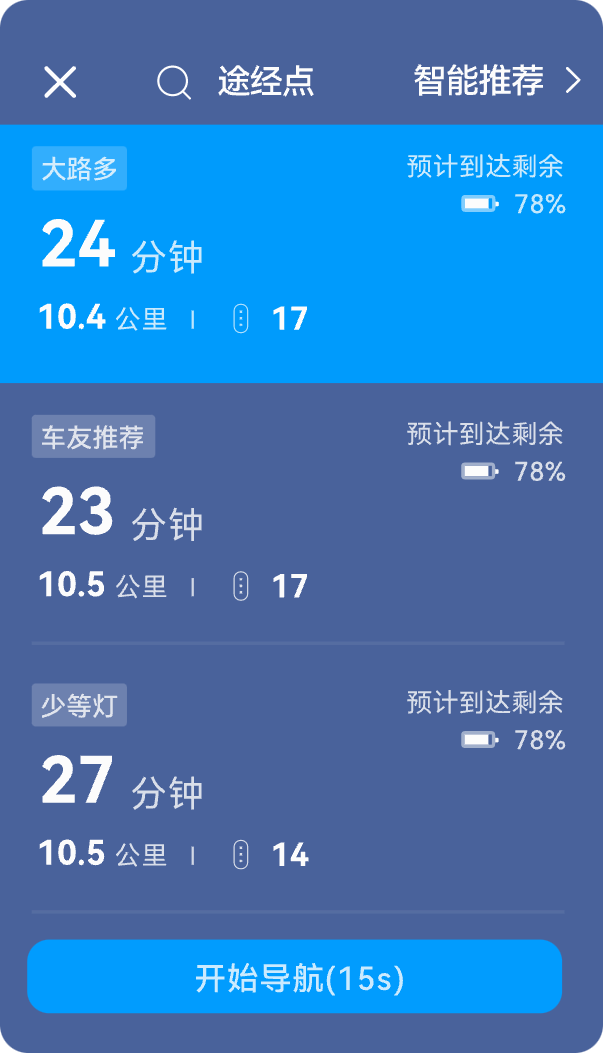 途经点 智能推荐
大路多 预计到达剩余
78%
24 分钟
10.4 公里 17
车友推荐 预计到达剩余
78%
23 分钟
10.5 公里 17
少等灯 预计到达剩余
78%
27 分钟
10.5 公里 14
开始导航(15s)